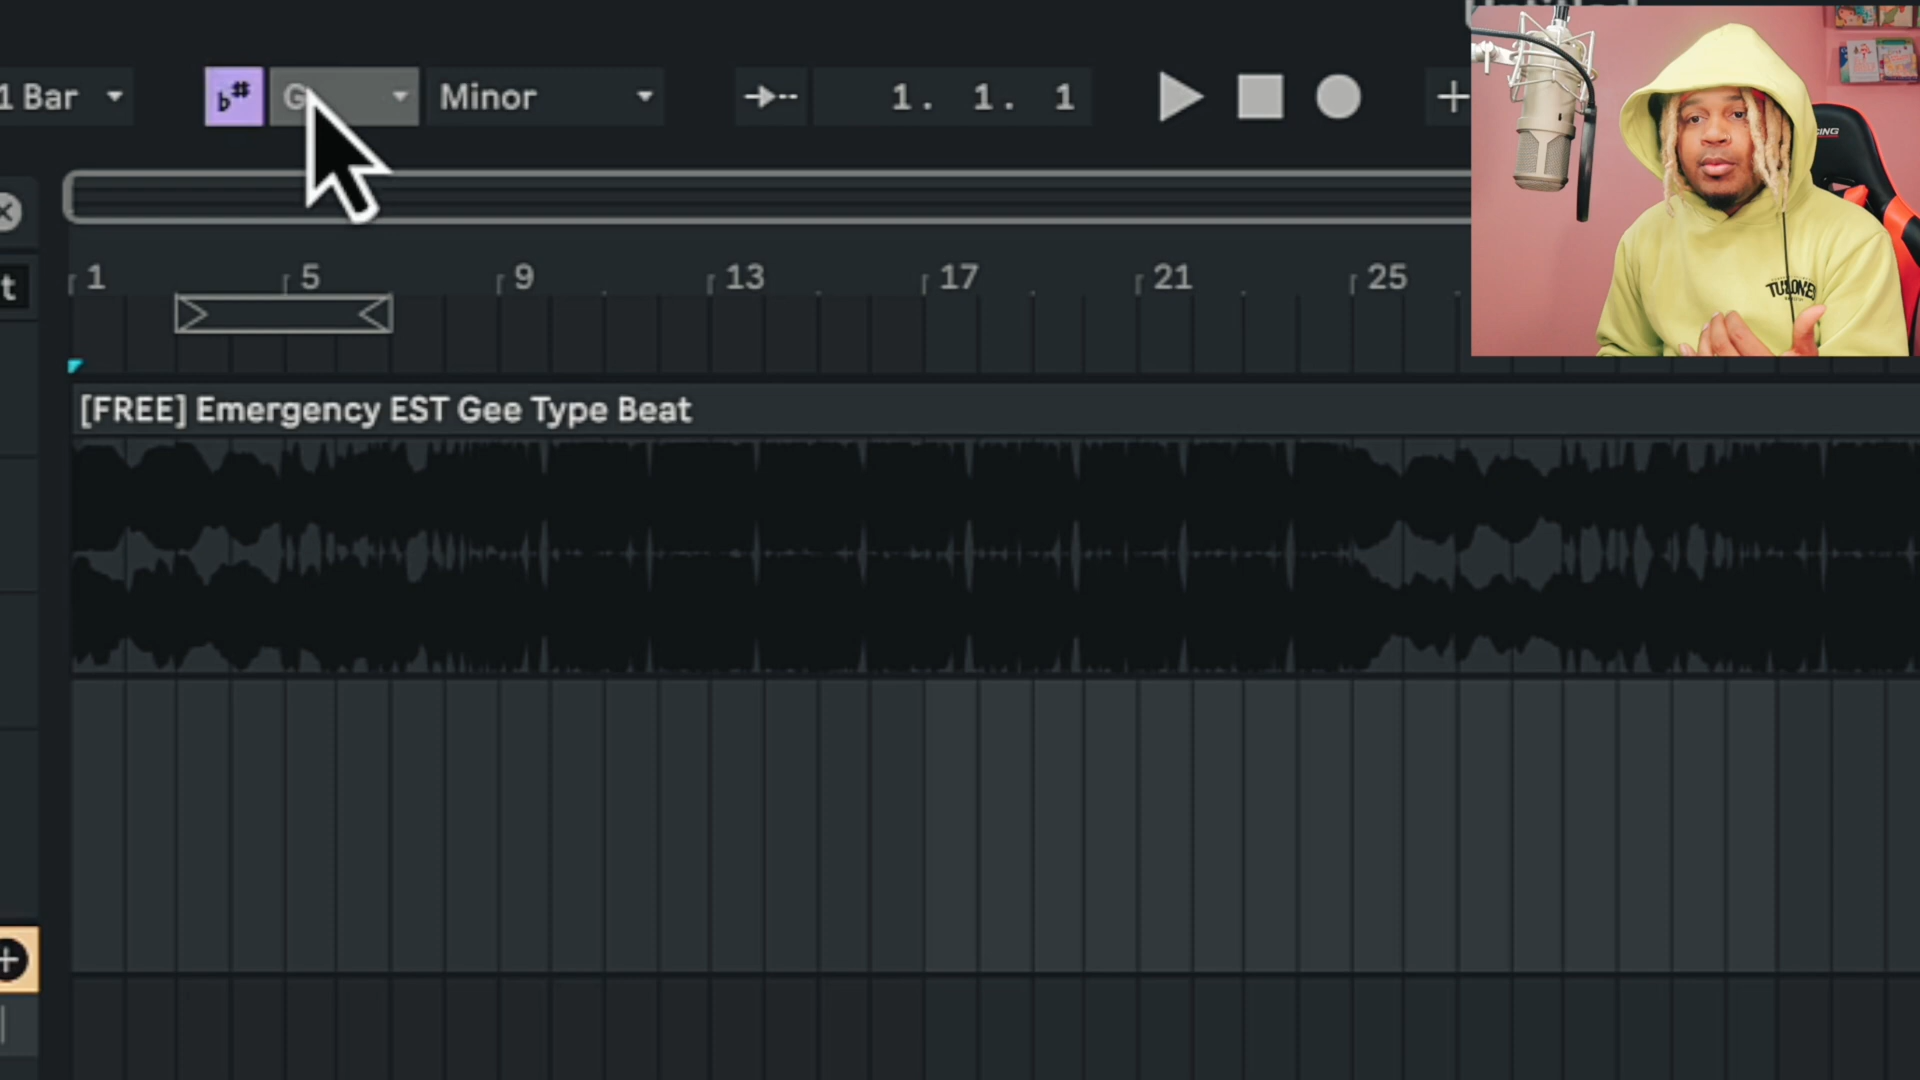 1 Bar
♭♯
G
Minor
1. 1. 1
1
5
9
13
17
21
25
t
[FREE] Emergency EST Gee Type Beat